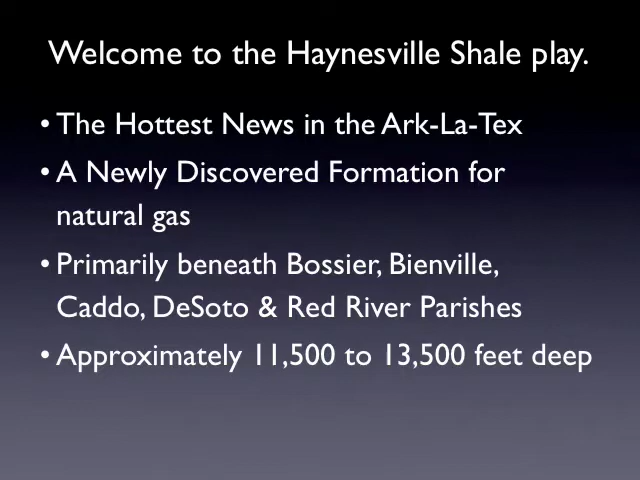 Welcome to the Haynesville Shale play.
• The Hottest News in the Ark-La-Tex
• A Newly Discovered Formation for
natural gas
• Primarily beneath Bossier, Bienville,
Caddo, DeSoto & Red River Parishes
• Approximately 11,500 to 13,500 feet deep